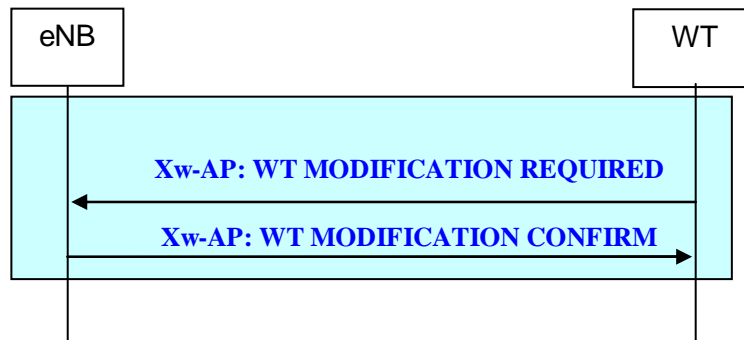 eNB
WT
Xw-AP: WT MODIFICATION REQUIRED
Xw-AP: WT MODIFICATION CONFIRM